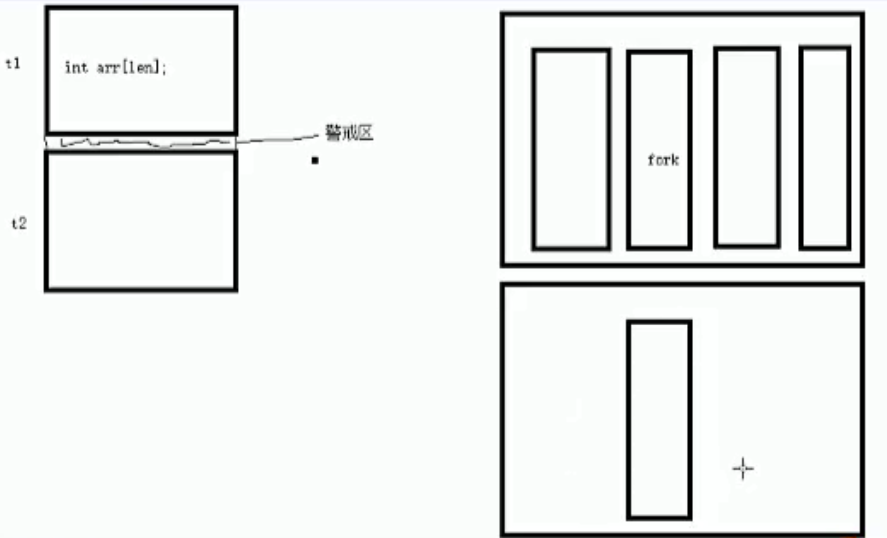 t1
int arr[len];
警戒区
fork
t2